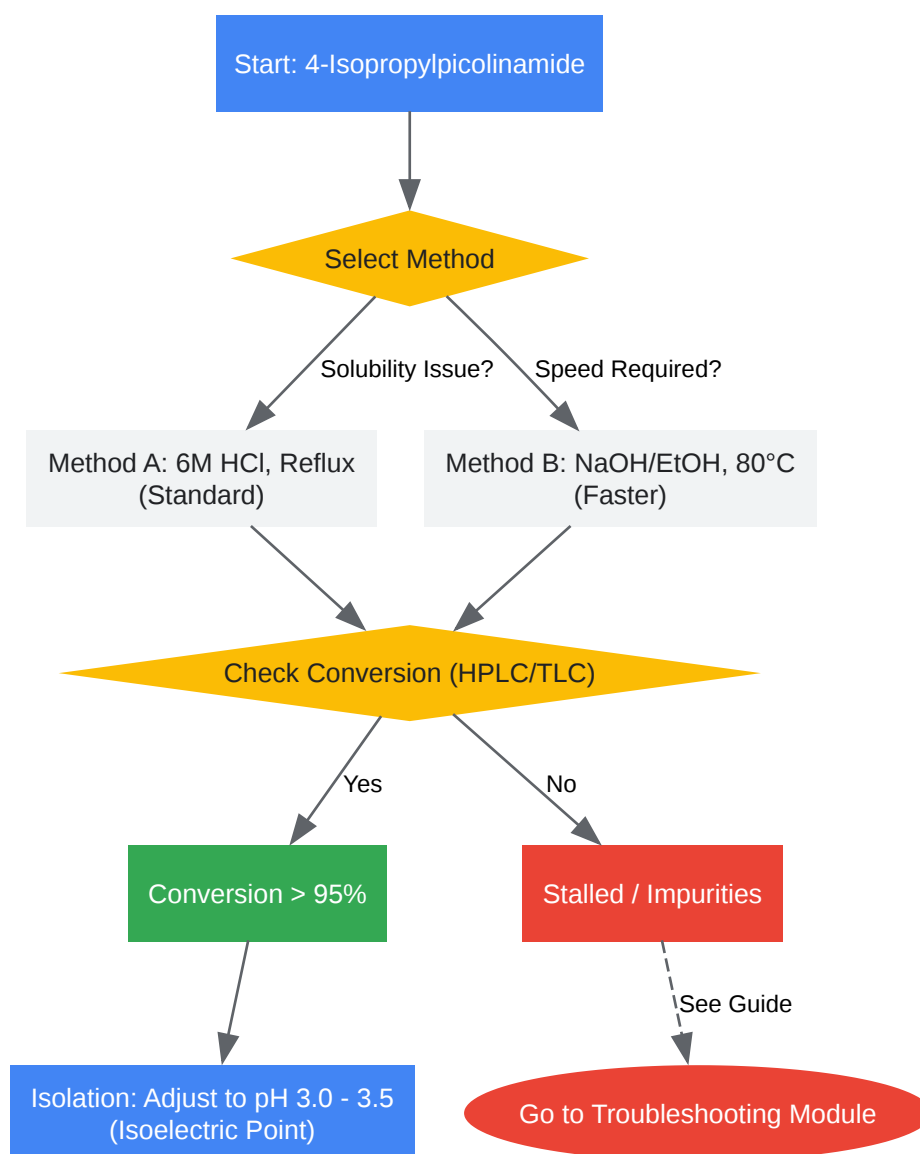 Start: 4-Isopropylpicolinamide
Select Method
Solubility Issue?
Speed Required?
Method A: 6M HCl, Reflux
(Standard)
Method B: NaOH/EtOH, 80°C
(Faster)
Check Conversion (HPLC/TLC)
Yes
No
Conversion > 95%
Stalled / Impurities
See Guide
Isolation: Adjust to pH 3.0 - 3.5
(Isoelectric Point)
Go to Troubleshooting Module